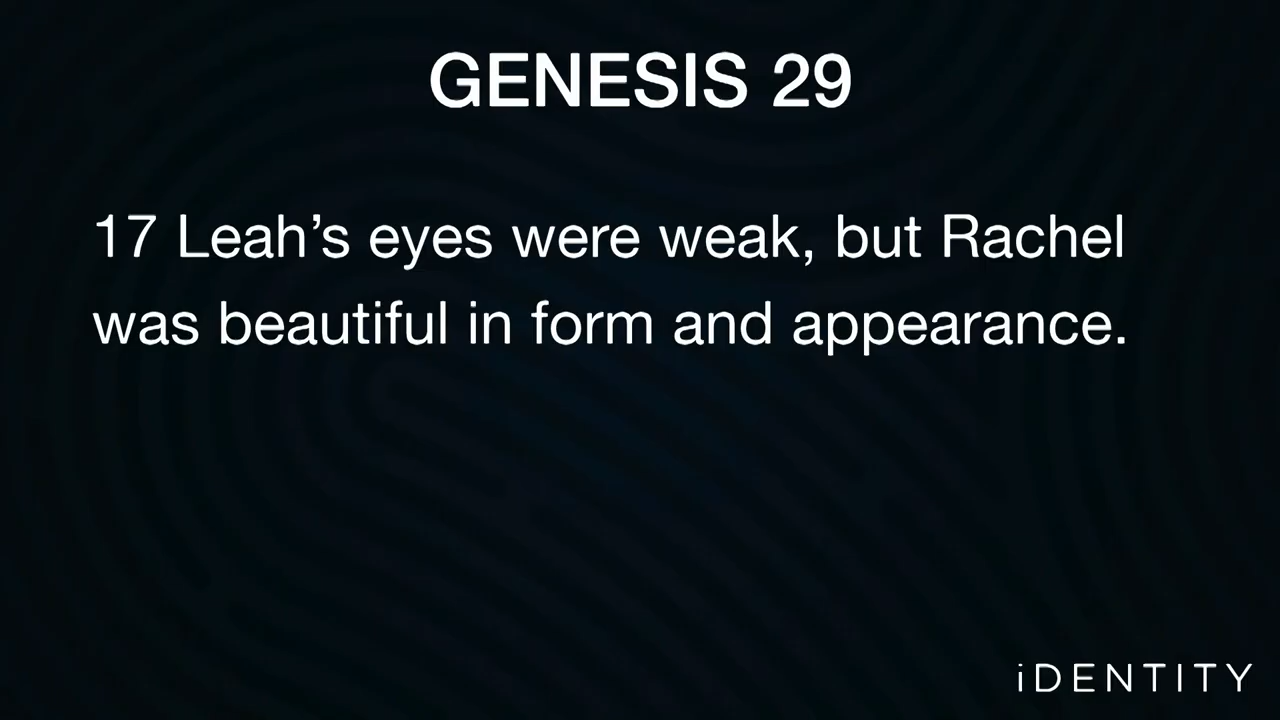 GENESIS 29
17 Leah’s eyes were weak, but Rachel
was beautiful in form and appearance.
iDENTITY